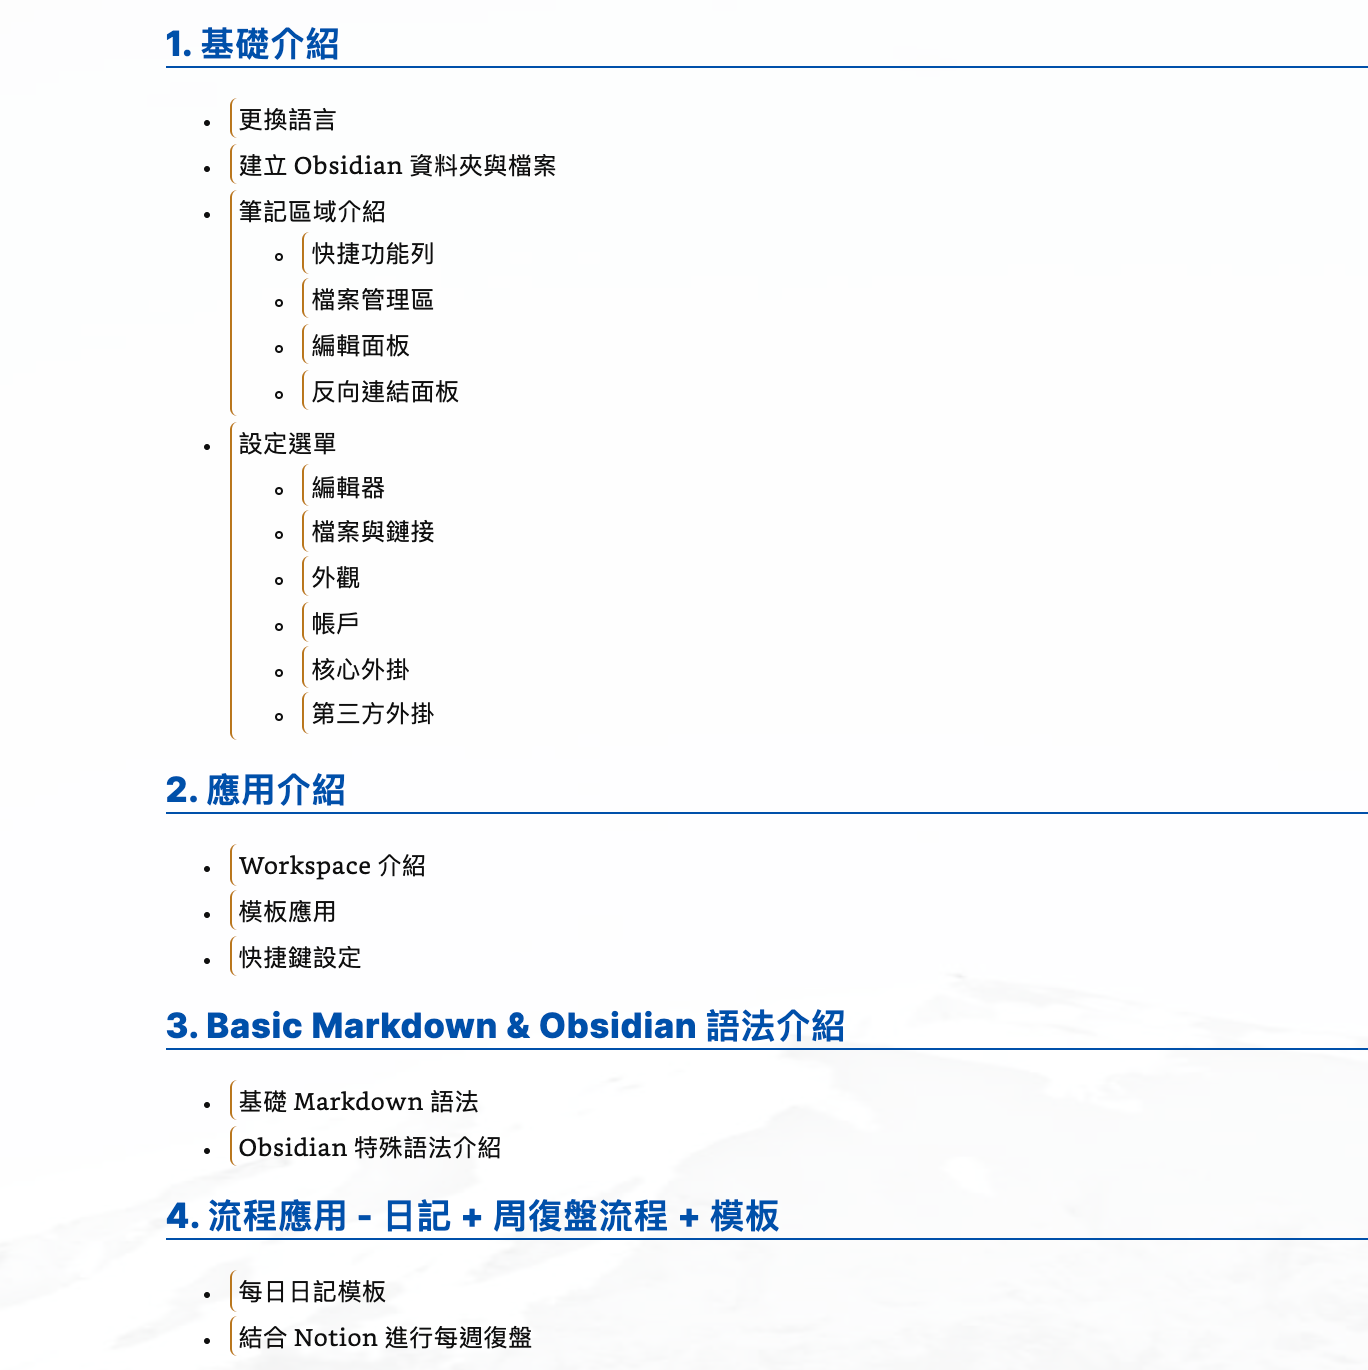 1. 基礎介紹
更換語言
建立 Obsidian 資料夾與檔案
筆記區域介紹
快捷功能列
檔案管理區
編輯面板
反向連結面板
設定選單
編輯器
檔案與鏈接
外觀
帳戶
核心外掛
第三方外掛
2. 應用介紹
Workspace 介紹
模板應用
快捷鍵設定
3. Basic Markdown & Obsidian 語法介紹
基礎 Markdown 語法
Obsidian 特殊語法介紹
4. 流程應用 - 日記 + 周復盤流程 + 模板
每日日記模板
結合 Notion 進行每週復盤